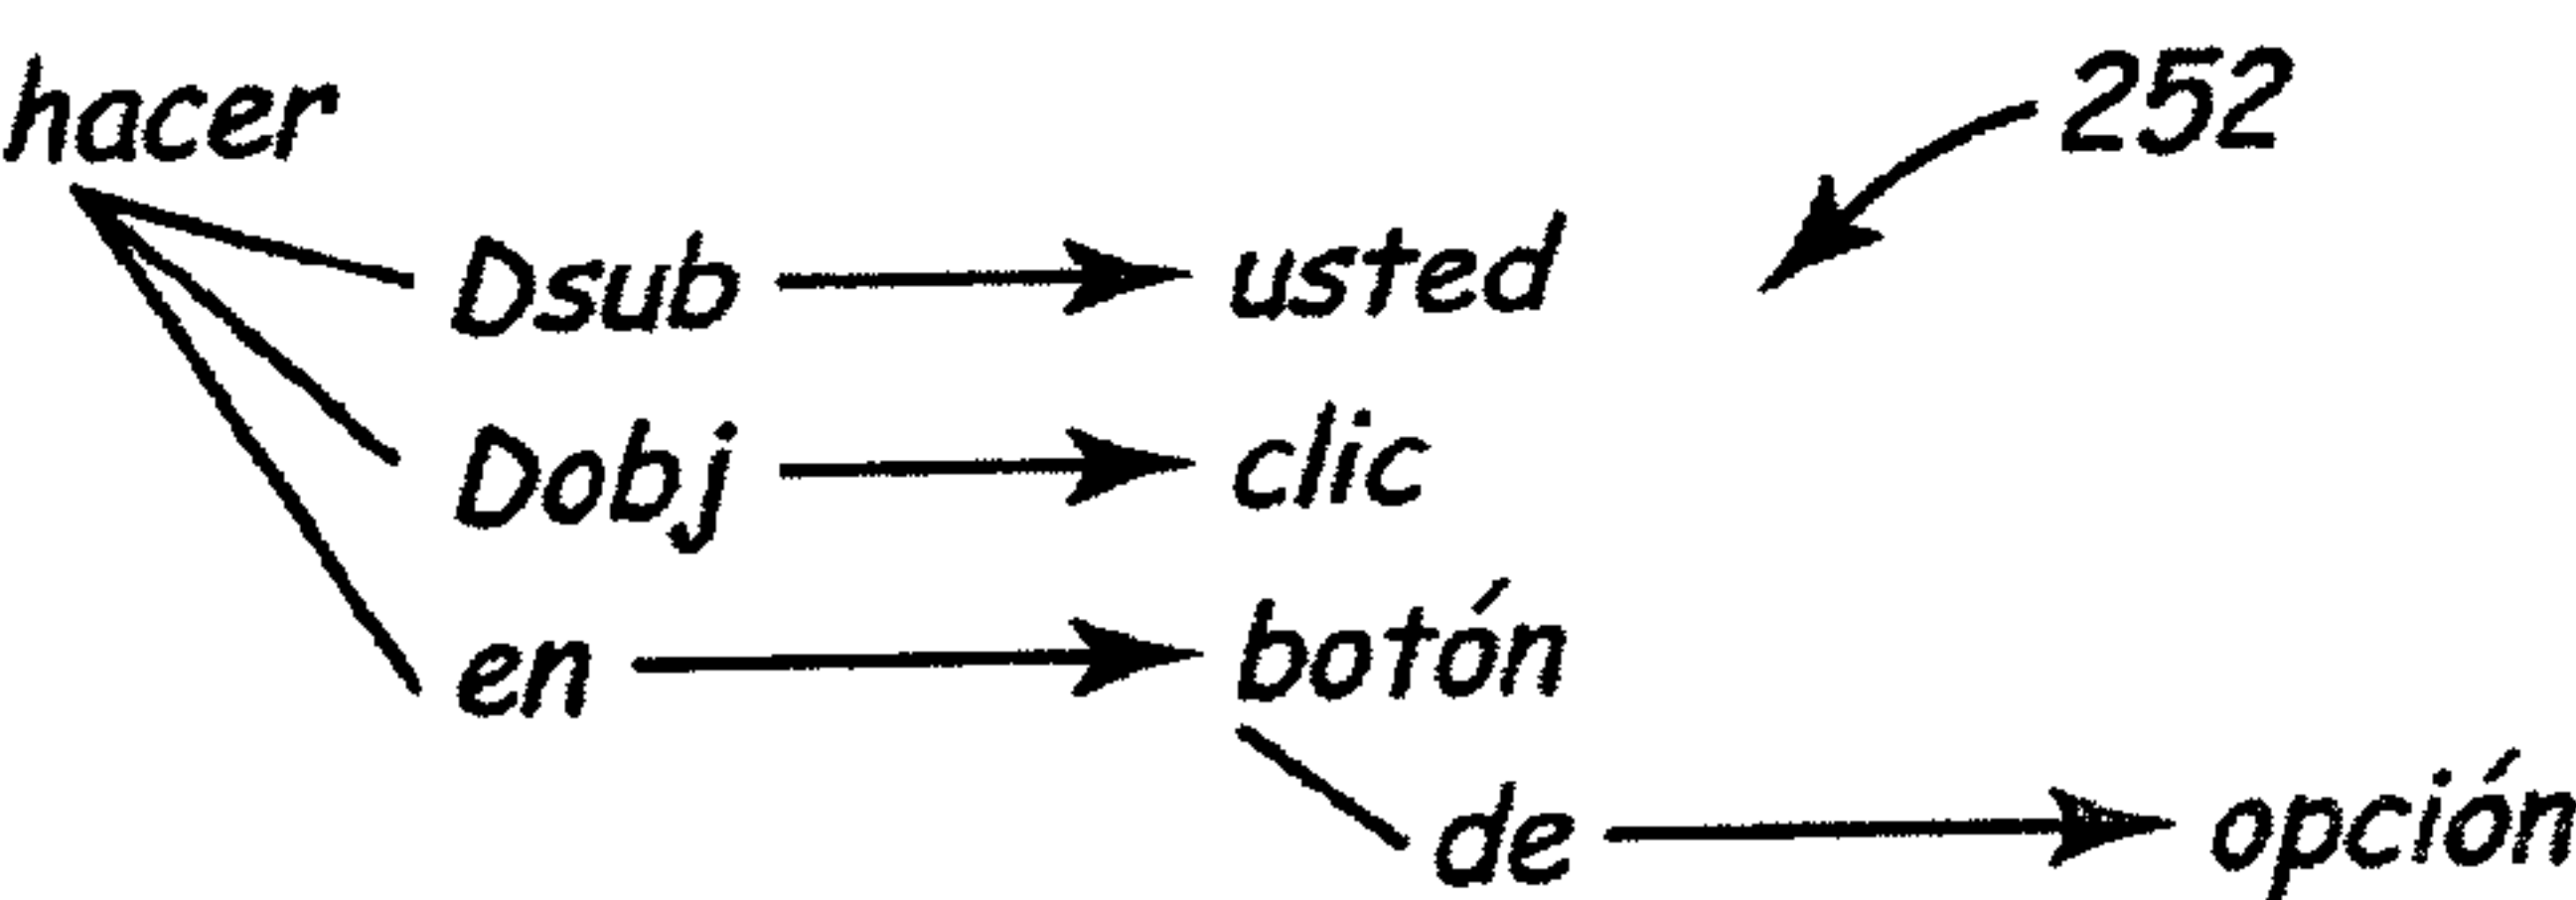 hacer
252
Dsub usted
Dobj clic
en botón
de opción